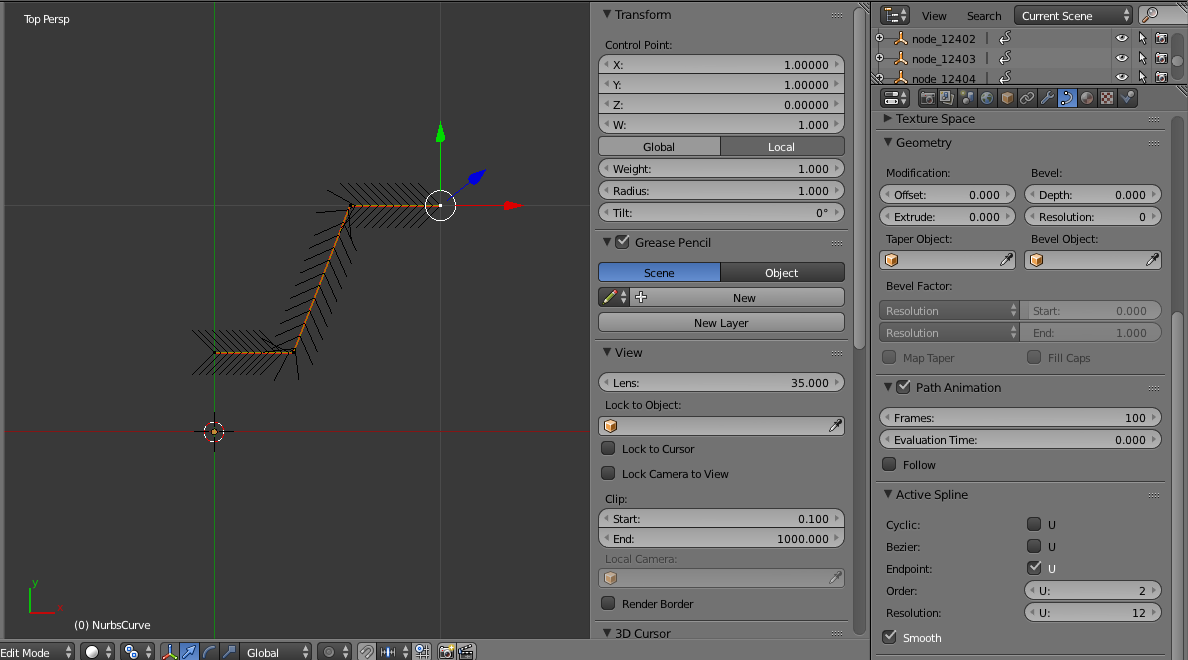 Top Persp
y
x
(0) NurbsCurve
Edit Mode
Global
Transform
Control Point:
X: 1.00000
Y: 1.00000
Z: 0.00000
W: 1.000
Global Local
Weight: 1.000
Radius: 1.000
Tilt: 0°
Grease Pencil
Scene Object
New
New Layer
View
Lens: 35.000
Lock to Object:
Lock to Cursor
Lock Camera to View
Clip:
Start: 0.100
End: 1000.000
Local Camera:
Render Border
3D Cursor
View Search Current Scene
node_12402
node_12403
node_12404
Texture Space
Geometry
Modification: Bevel:
Offset: 0.000 Depth: 0.000
Extrude: 0.000 Resolution: 0
Taper Object: Bevel Object:
Bevel Factor:
Resolution Start: 0.000
Resolution End: 1.000
Map Taper Fill Caps
Path Animation
Frames: 100
Evaluation Time: 0.000
Follow
Active Spline
Cyclic: U
Bezier: U
Endpoint: U
Order: U: 2
Resolution: U: 12
Smooth